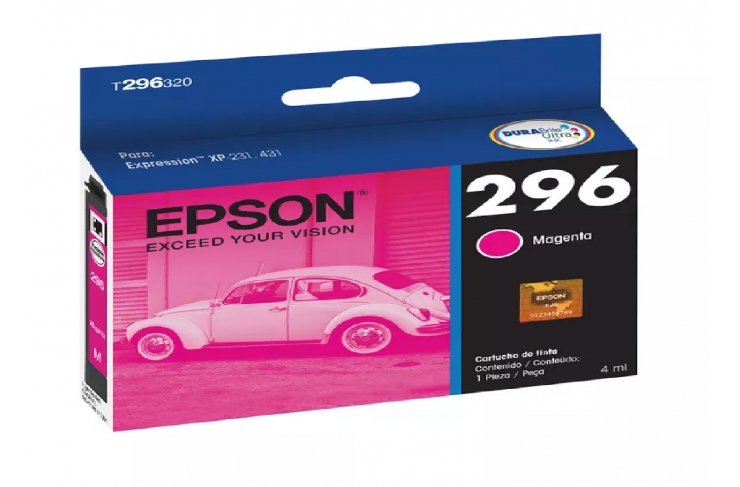 T296320
Para:
Expression™ XP-231, 431
DURABrite
Ultra
EPSON®
EXCEED YOUR VISION
296
Magenta
EPSON
Cartucho de tinta
Contenido / Conteúdo:
1 Pieza / Peça
4 ml
296
Magenta
M